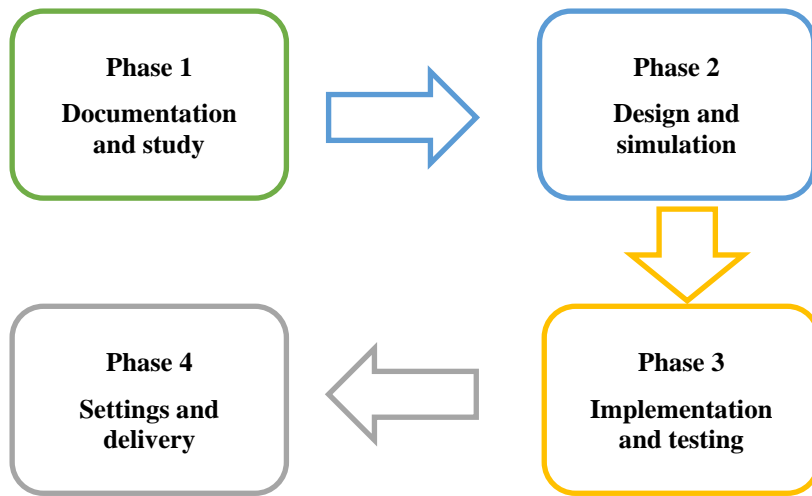 Phase 1
Documentation
and study
Phase 2
Design and
simulation
Phase 3
Implementation
and testing
Phase 4
Settings and
delivery